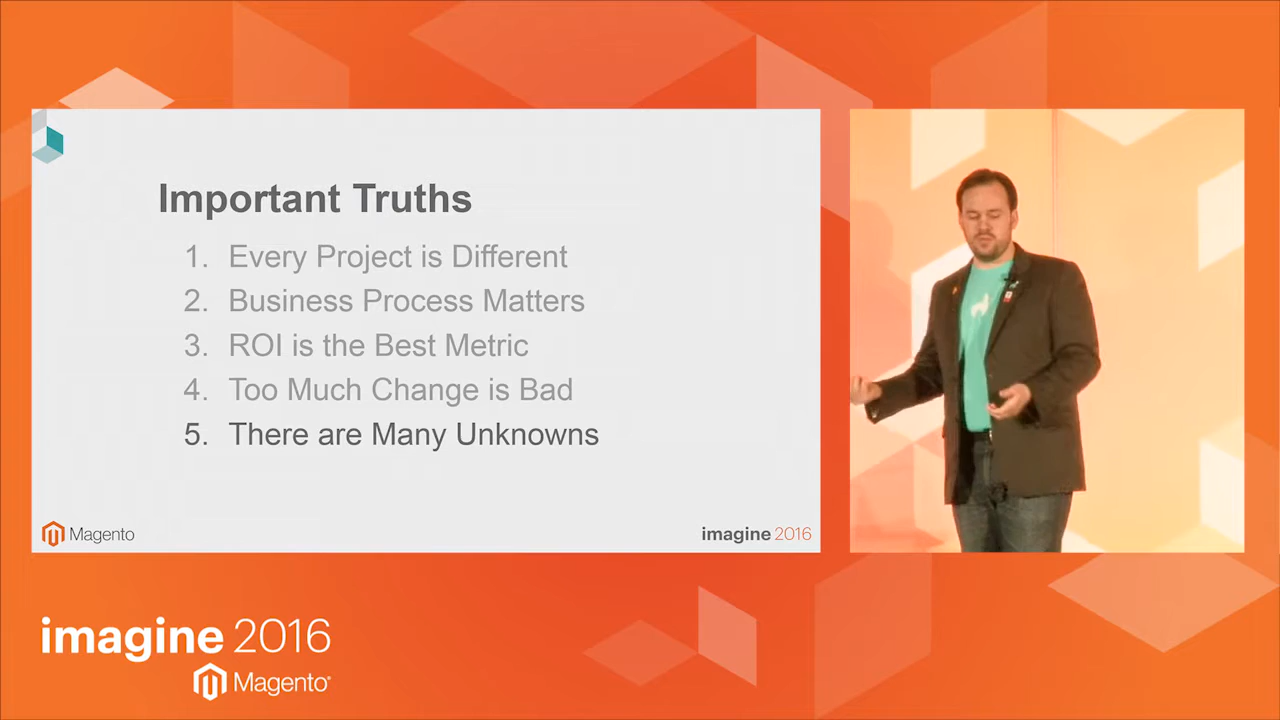 Important Truths
1. Every Project is Different
2. Business Process Matters
3. ROI is the Best Metric
4. Too Much Change is Bad
5. There are Many Unknowns
Magento
imagine 2016
imagine 2016
Magento®